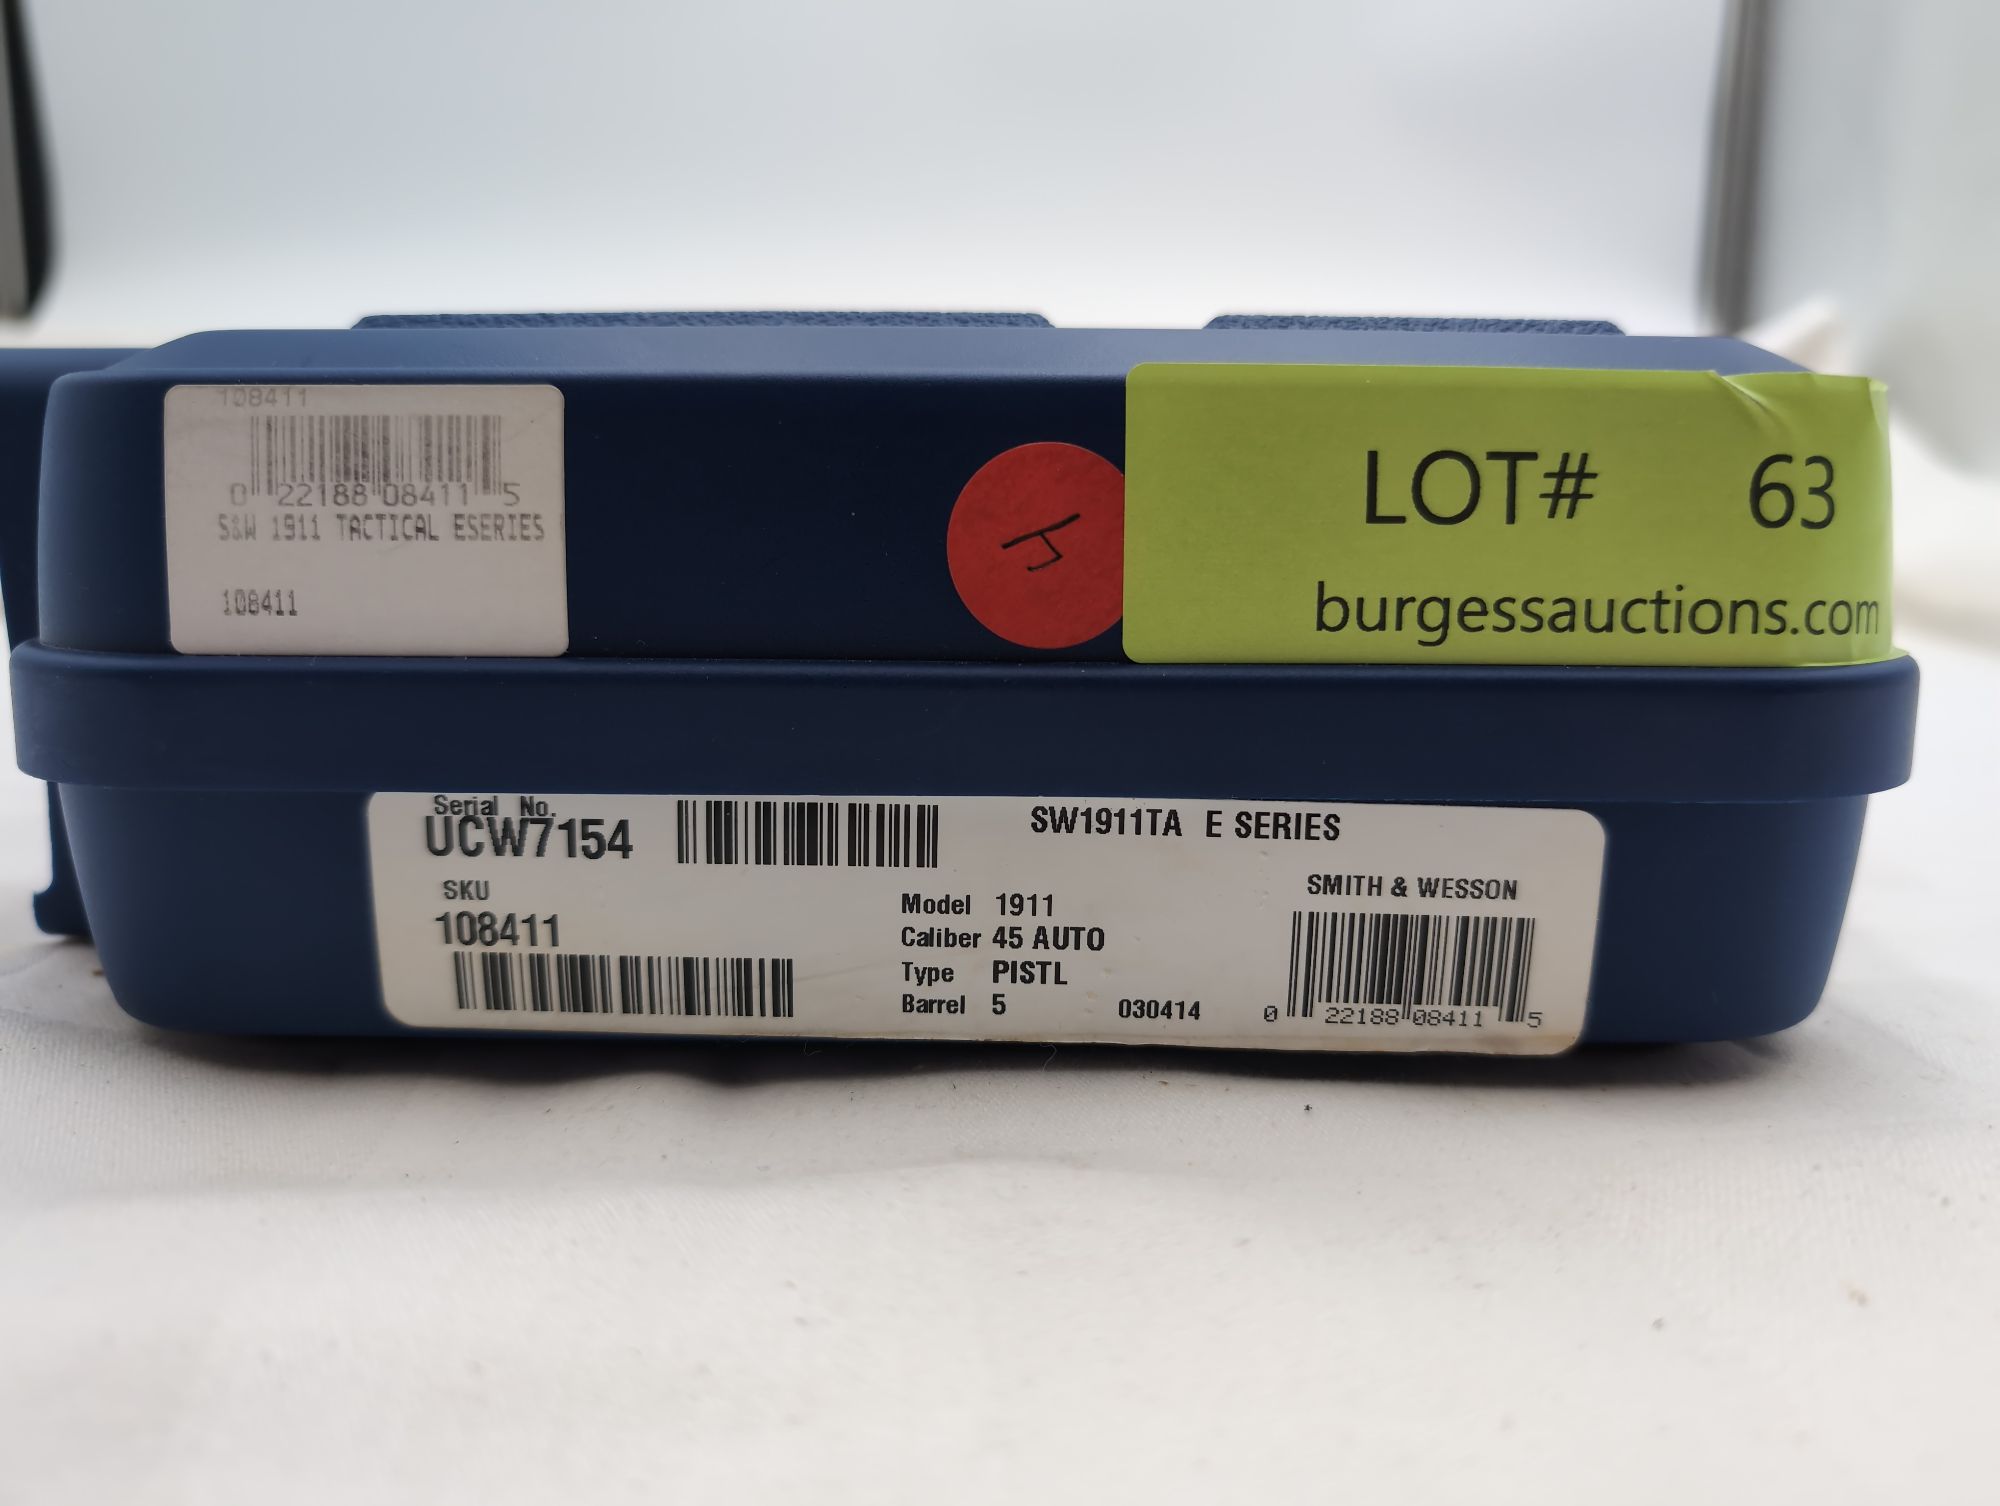 108411
0 22188 08411 5
S&W 1911 TACTICAL ESERIES
108411
LOT# 63
burgessauctions.com
Serial No.
UCW7154
SW1911TA E SERIES
SKU
108411
Model 1911
Caliber 45 AUTO
Type PISTL
Barrel 5
030414
SMITH & WESSON
0 22188 08411 5